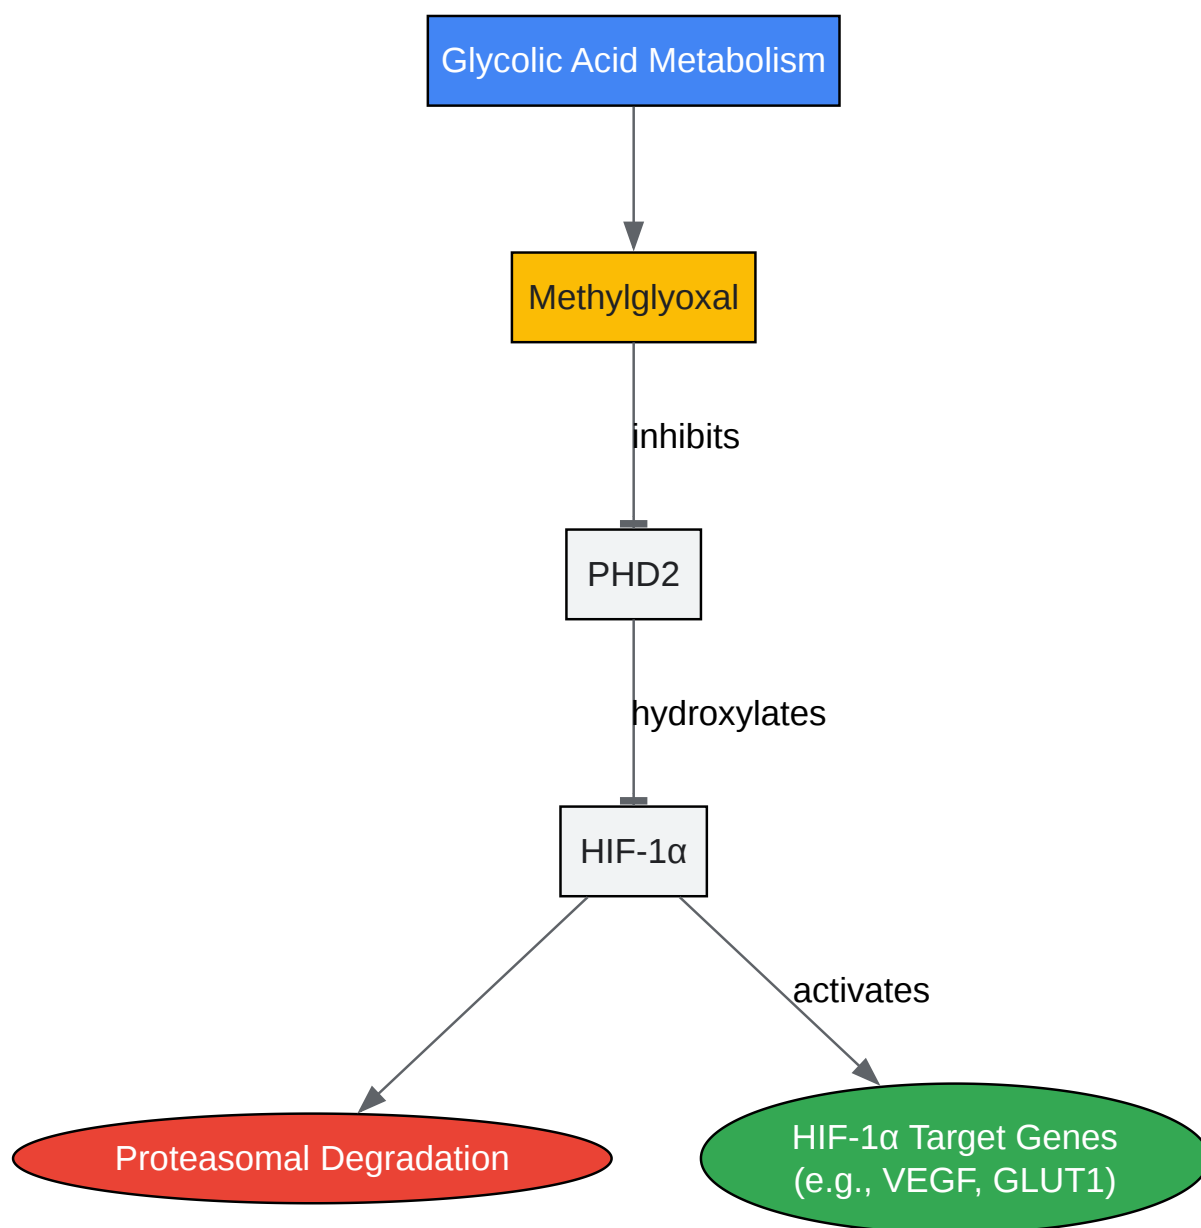 Glycolic Acid Metabolism
Methylglyoxal
inhibits
PHD2
hydroxylates
HIF-1α
activates
Proteasomal Degradation
HIF-1α Target Genes
(e.g., VEGF, GLUT1)